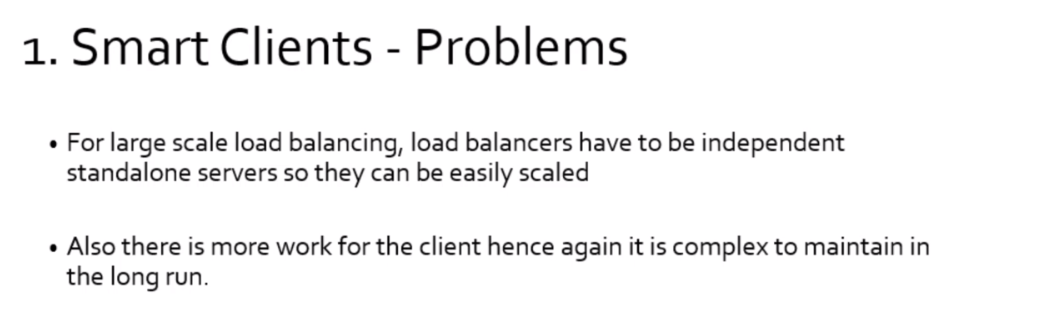 1. Smart Clients - Problems
• For large scale load balancing, load balancers have to be independent
standalone servers so they can be easily scaled
• Also there is more work for the client hence again it is complex to maintain in
the long run.